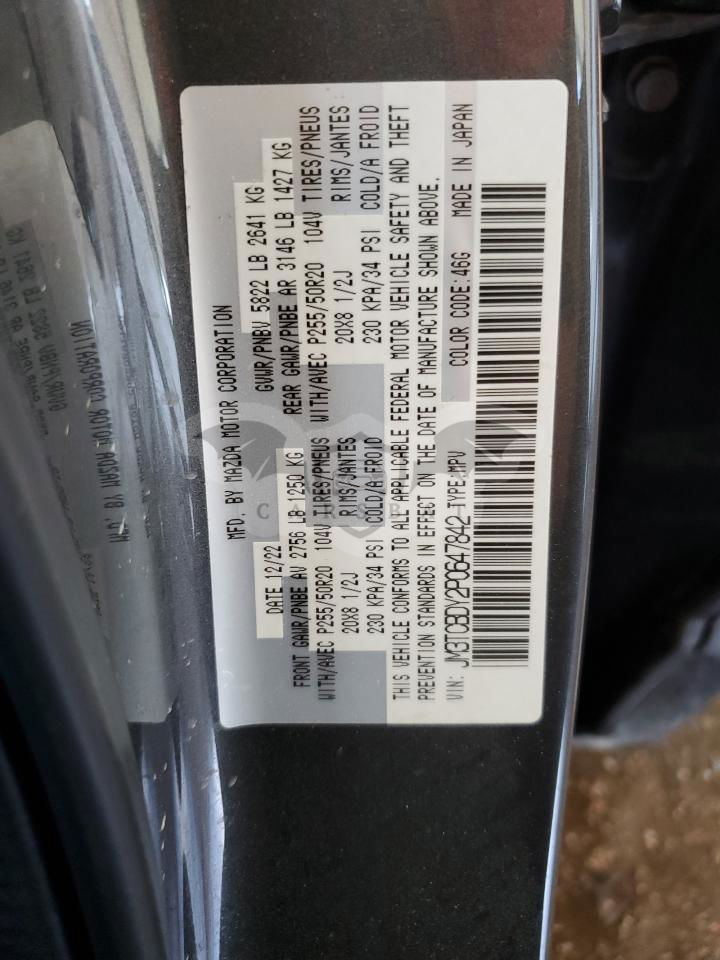 MFD. BY MAZDA MOTOR CORPORATION
DATE 12/22 GVWR/PNBV 5822 LB 2641 KG
FRONT GAWR/PNBE AV 2756 LB 1250 KG REAR GAWR/PNBE AR 3146 LB 1427 KG
WITH/AVEC P255/50R20 104V TIRES/PNEUS WITH/AVEC P255/50R20 104V TIRES/PNEUS
20X8 1/2J RIMS/JANTES 20X8 1/2J RIMS/JANTES
230 KPA/34 PSI COLD/A FROID 230 KPA/34 PSI COLD/A FROID
THIS VEHICLE CONFORMS TO ALL APPLICABLE FEDERAL MOTOR VEHICLE SAFETY AND THEFT
PREVENTION STANDARDS IN EFFECT ON THE DATE OF MANUFACTURE SHOWN ABOVE.
VIN: JM3TCBDY2P0647842 TYPE:MPV COLOR CODE:46G MADE IN JAPAN